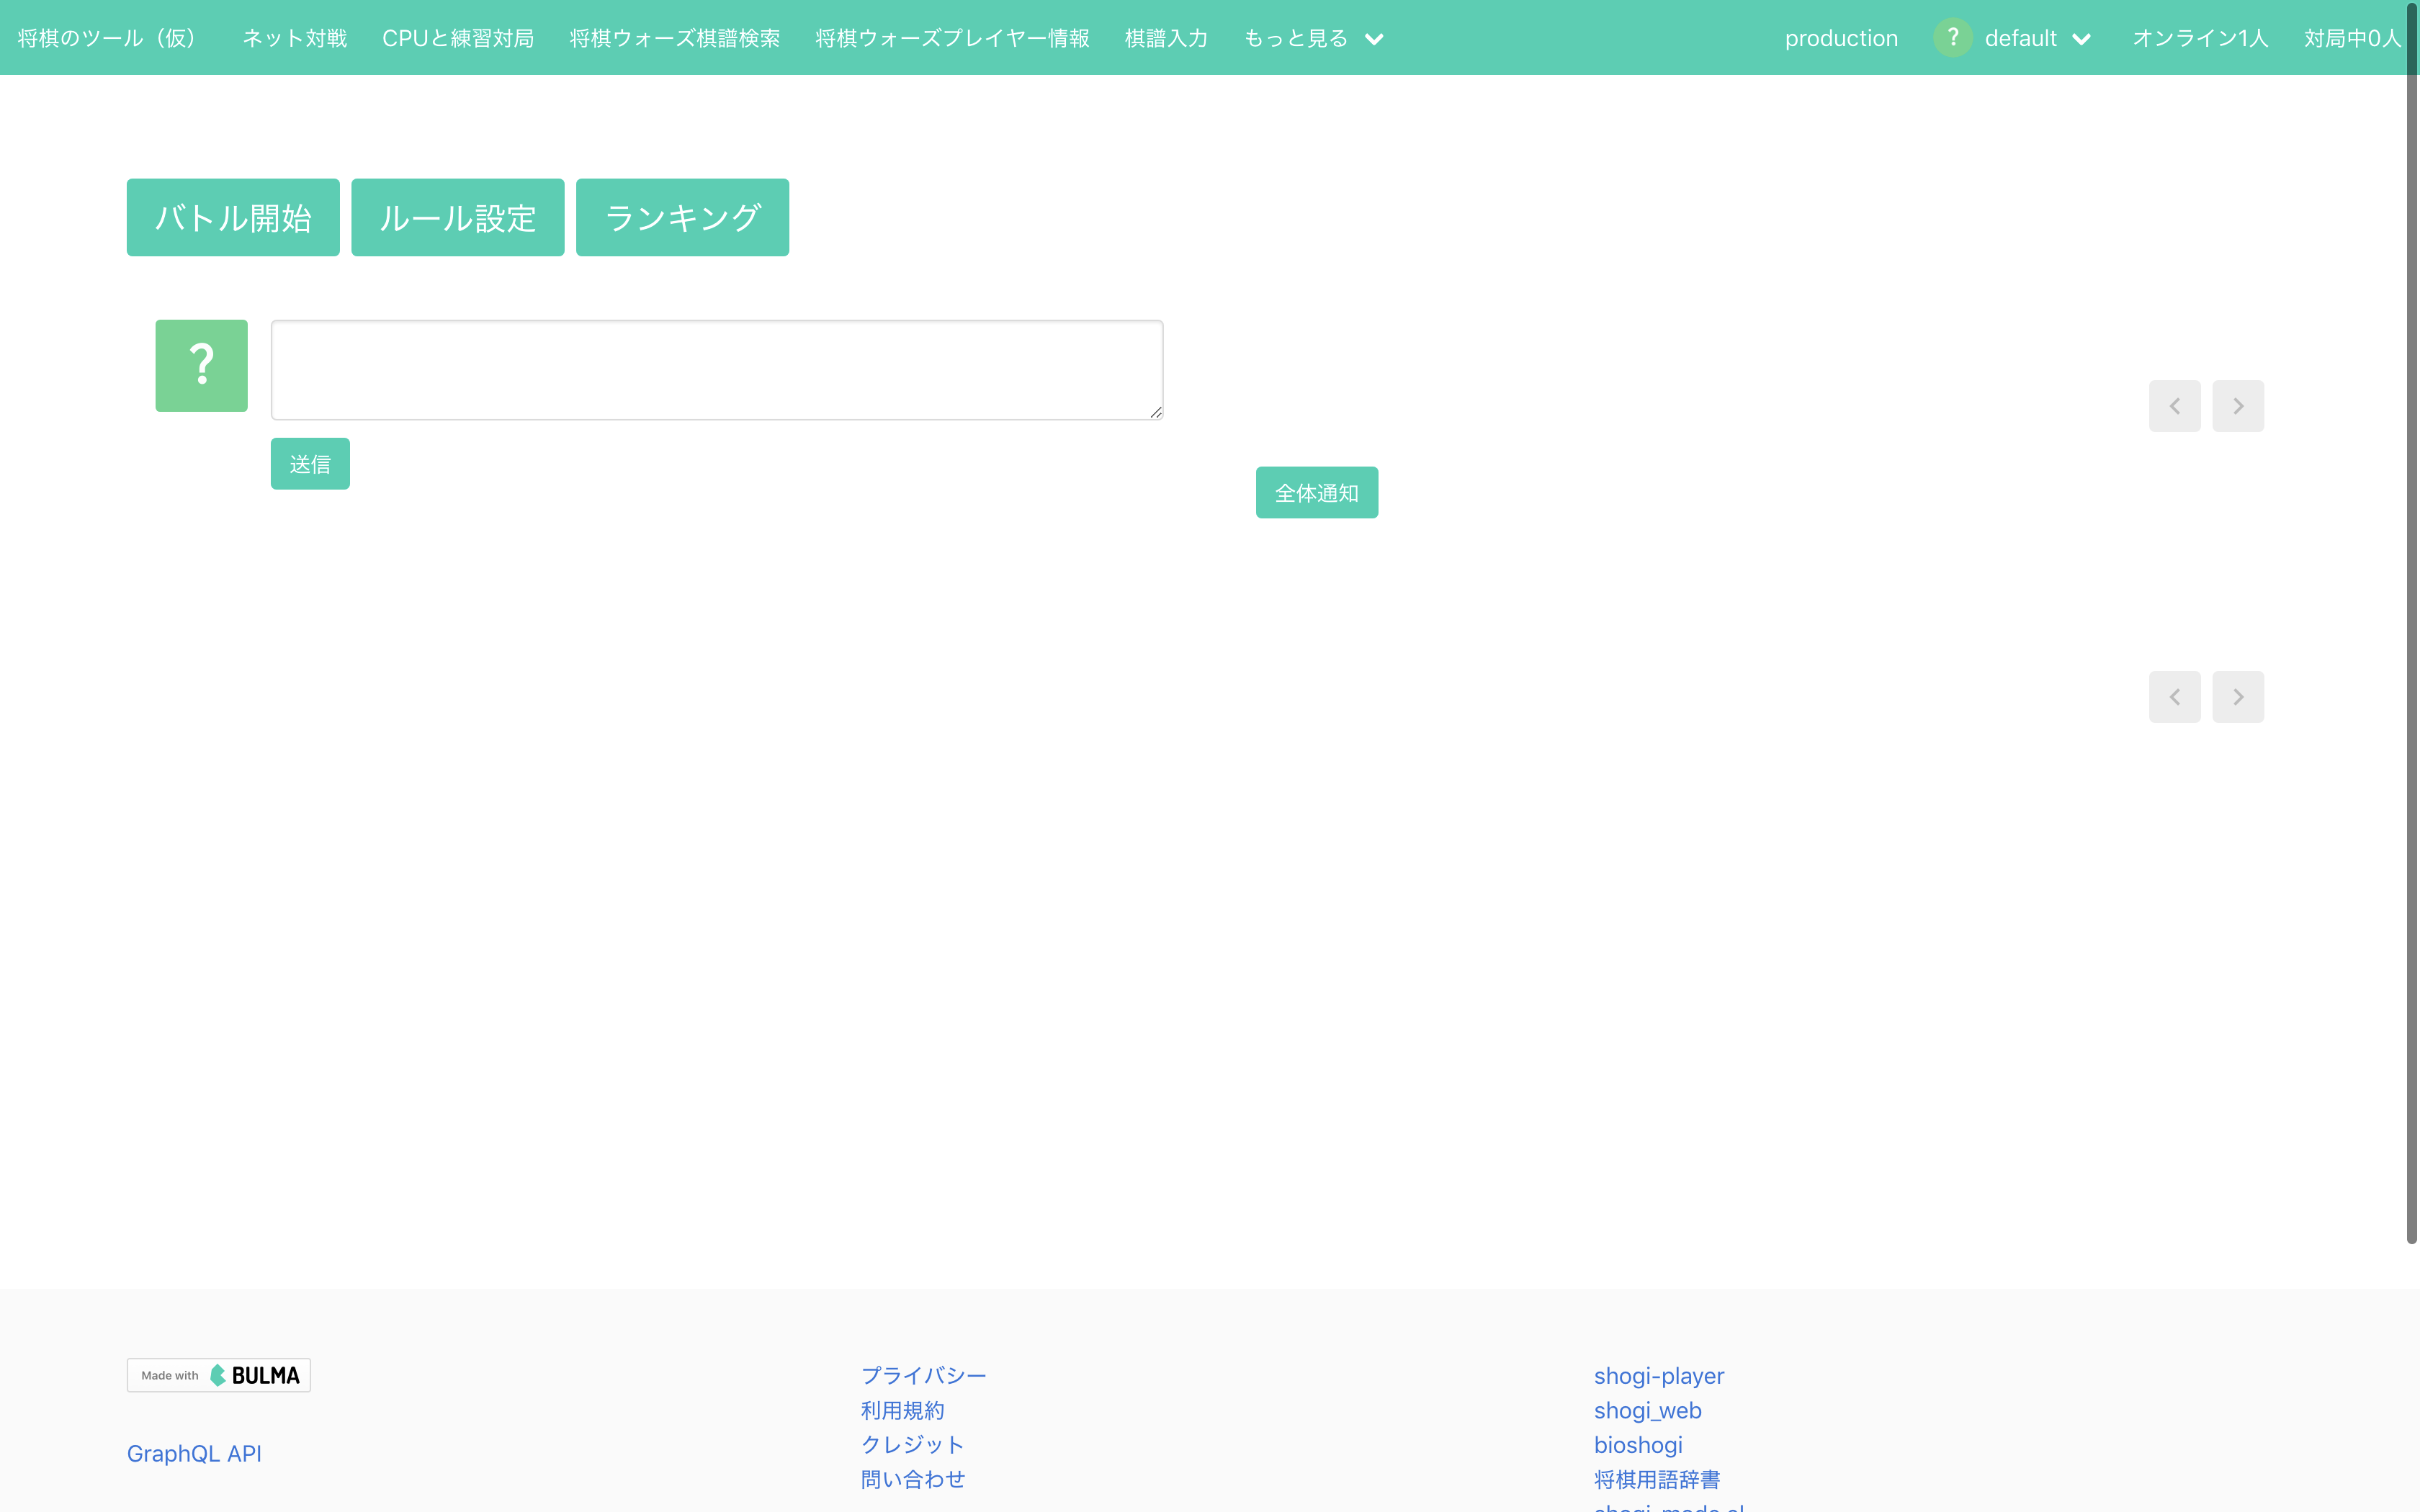 将棋のツール（仮） ネット対戦 CPUと練習対局 将棋ウォーズ棋譜検索 将棋ウォーズプレイヤー情報 棋譜入力 もっと見る production ? default オンライン1人 対局中0人
バトル開始 ルール設定 ランキング
?
送信
全体通知
Made with BULMA
GraphQL API
プライバシー
利用規約
クレジット
問い合わせ
shogi-player
shogi_web
bioshogi
将棋用語辞書